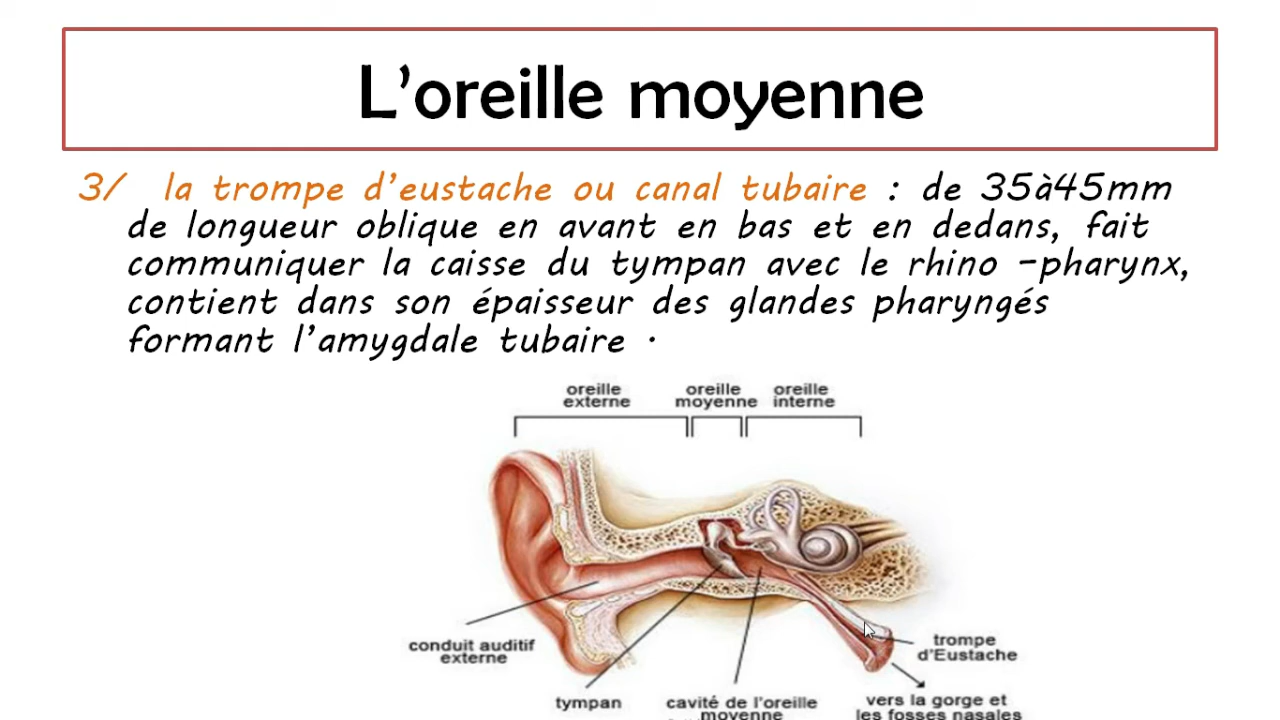 L'oreille moyenne
3/ la trompe d'eustache ou canal tubaire : de 35à45mm
de longueur oblique en avant en bas et en dedans, fait
communiquer la caisse du tympan avec le rhino -pharynx,
contient dans son épaisseur des glandes pharyngés
formant l'amygdale tubaire .
oreille externe
oreille moyenne
oreille interne
conduit auditif
externe
trompe
d'Eustache
tympan
cavité de l'oreille
moyenne
vers la gorge et
les fosses nasales